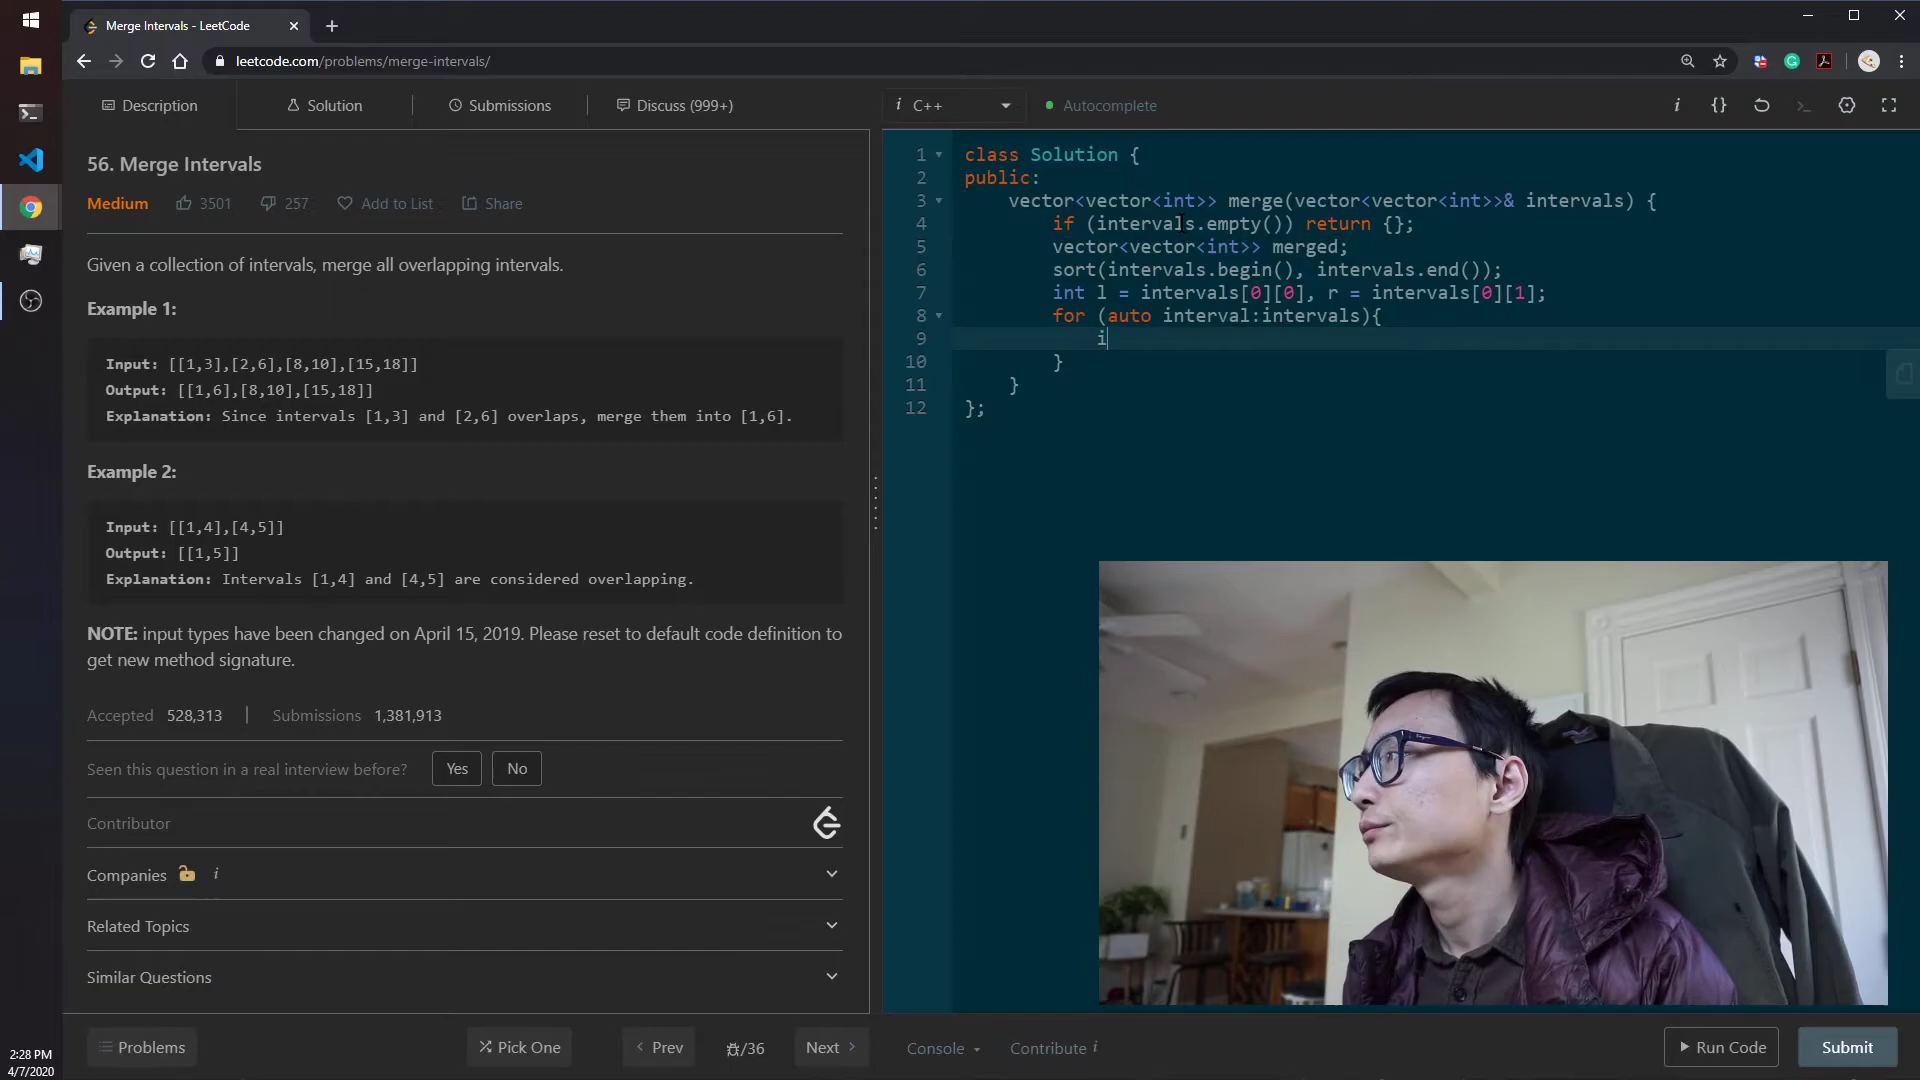 Merge Intervals - LeetCode
leetcode.com/problems/merge-intervals/
Description
Solution
Submissions
Discuss (999+)
i C++
Autocomplete
56. Merge Intervals
Medium 3501 257 Add to List Share
Given a collection of intervals, merge all overlapping intervals.
Example 1:
Input: [[1,3],[2,6],[8,10],[15,18]]
Output: [[1,6],[8,10],[15,18]]
Explanation: Since intervals [1,3] and [2,6] overlaps, merge them into [1,6].
Example 2:
Input: [[1,4],[4,5]]
Output: [[1,5]]
Explanation: Intervals [1,4] and [4,5] are considered overlapping.
NOTE: input types have been changed on April 15, 2019. Please reset to default code definition to
get new method signature.
Accepted 528,313 | Submissions 1,381,913
Seen this question in a real interview before? Yes No
Contributor
Companies i
Related Topics
Similar Questions
Problems
Pick One
Prev
/36
Next
1 class Solution {
2 public:
3 vector<vector<int>> merge(vector<vector<int>>& intervals) {
4 if (intervals.empty()) return {};
5 vector<vector<int>> merged;
6 sort(intervals.begin(), intervals.end());
7 int l = intervals[0][0], r = intervals[0][1];
8 for (auto interval:intervals){
9 i
10 }
11 }
12 };
Console
Contribute i
Run Code
Submit
2:28 PM
4/7/2020